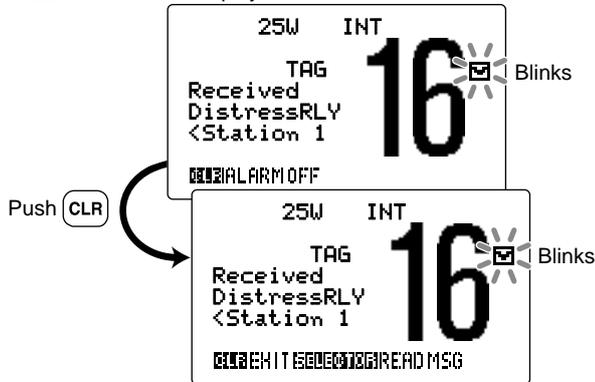 25W INT
TAG
16
Blinks
Received
DistressRLY
<Station 1
CLR ALARM OFF
Push CLR
25W INT
TAG
16
Blinks
Received
DistressRLY
<Station 1
CLR EXIT SELECTOR READ MSG